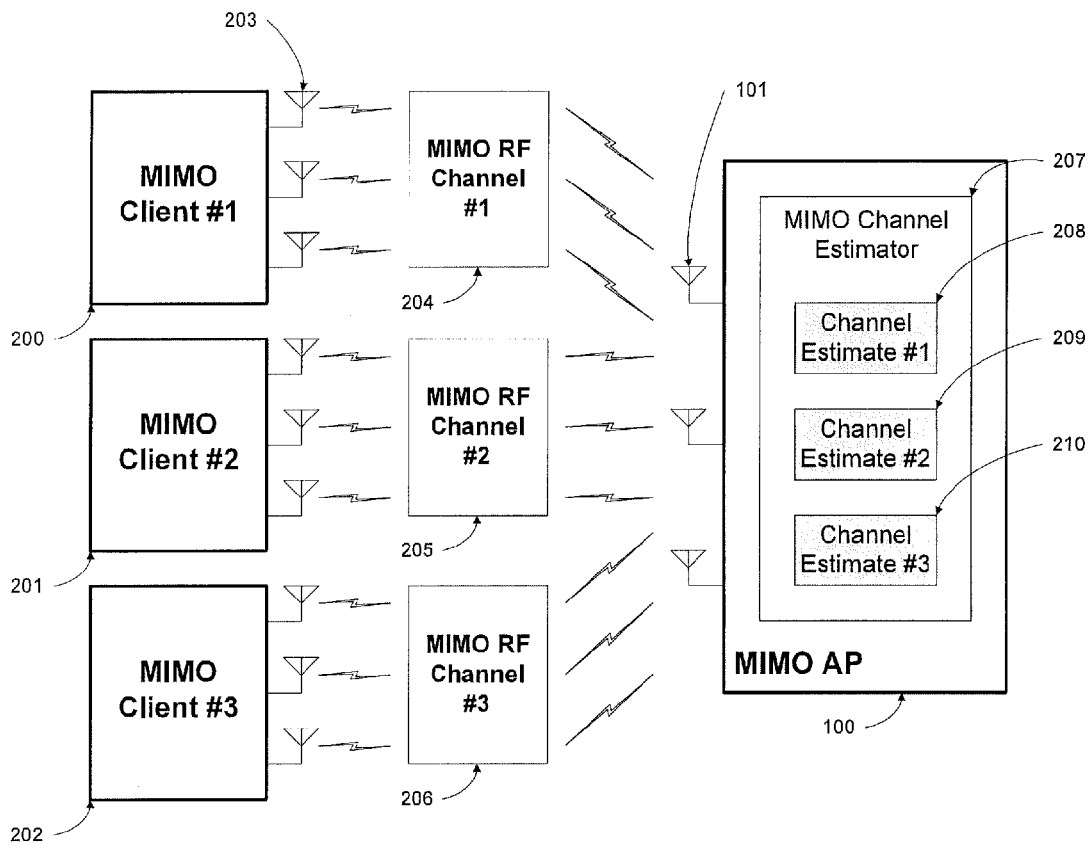 203
MIMO
Client #1
MIMO RF
Channel
#1
101
207
MIMO Channel
Estimator
208
Channel
Estimate #1
200
204
209
MIMO
Client #2
MIMO RF
Channel
#2
Channel
Estimate #2
210
Channel
Estimate #3
201
205
MIMO
Client #3
MIMO RF
Channel
#3
MIMO AP
100
202
206